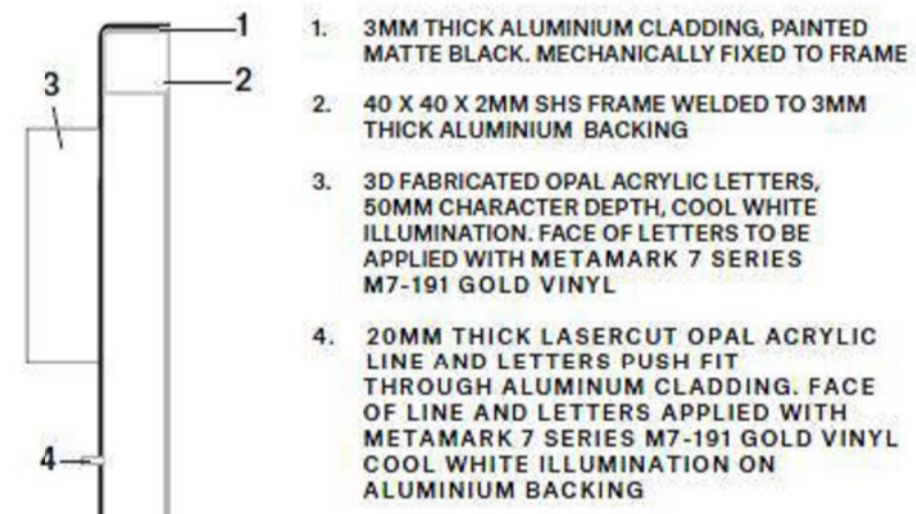 1
2
3
4
1. 3MM THICK ALUMINIUM CLADDING, PAINTED
MATTE BLACK. MECHANICALLY FIXED TO FRAME
2. 40 X 40 X 2MM SHS FRAME WELDED TO 3MM
THICK ALUMINIUM BACKING
3. 3D FABRICATED OPAL ACRYLIC LETTERS,
50MM CHARACTER DEPTH, COOL WHITE
ILLUMINATION. FACE OF LETTERS TO BE
APPLIED WITH METAMARK 7 SERIES
M7-191 GOLD VINYL
4. 20MM THICK LASERCUT OPAL ACRYLIC
LINE AND LETTERS PUSH FIT
THROUGH ALUMINUM CLADDING. FACE
OF LINE AND LETTERS APPLIED WITH
METAMARK 7 SERIES M7-191 GOLD VINYL
COOL WHITE ILLUMINATION ON
ALUMINIUM BACKING